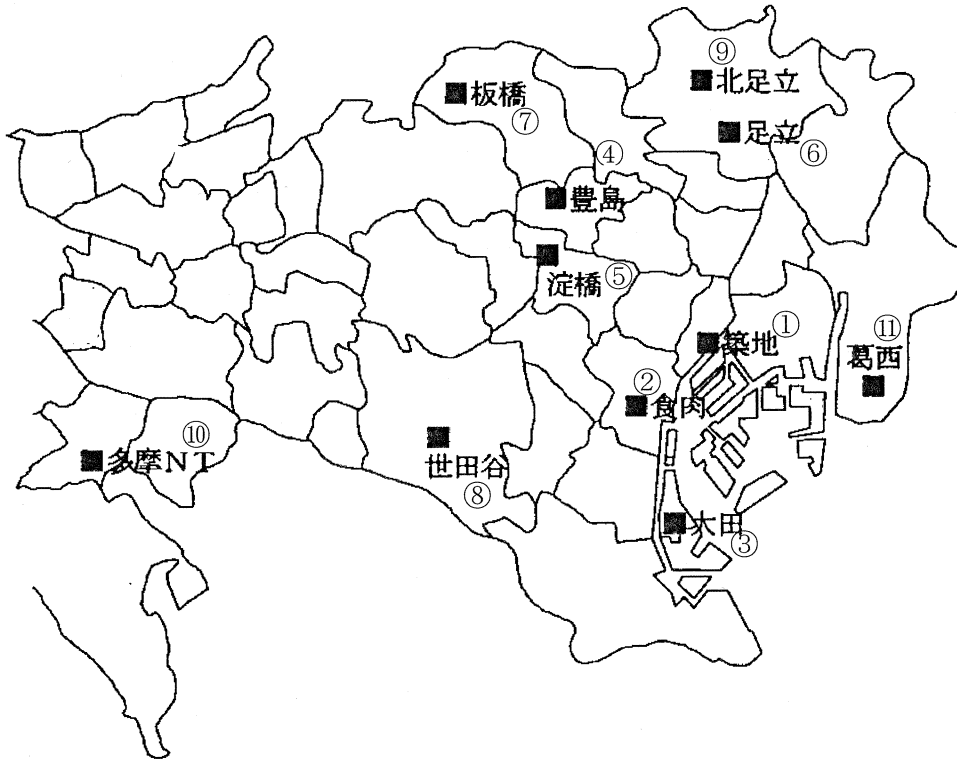 ⑨
北足立
板橋
⑦
足立
⑥
④
豊島
淀橋
⑤
築地
①
⑪
葛西
②
食肉
⑩
多摩NT
世田谷
⑧
大田
③